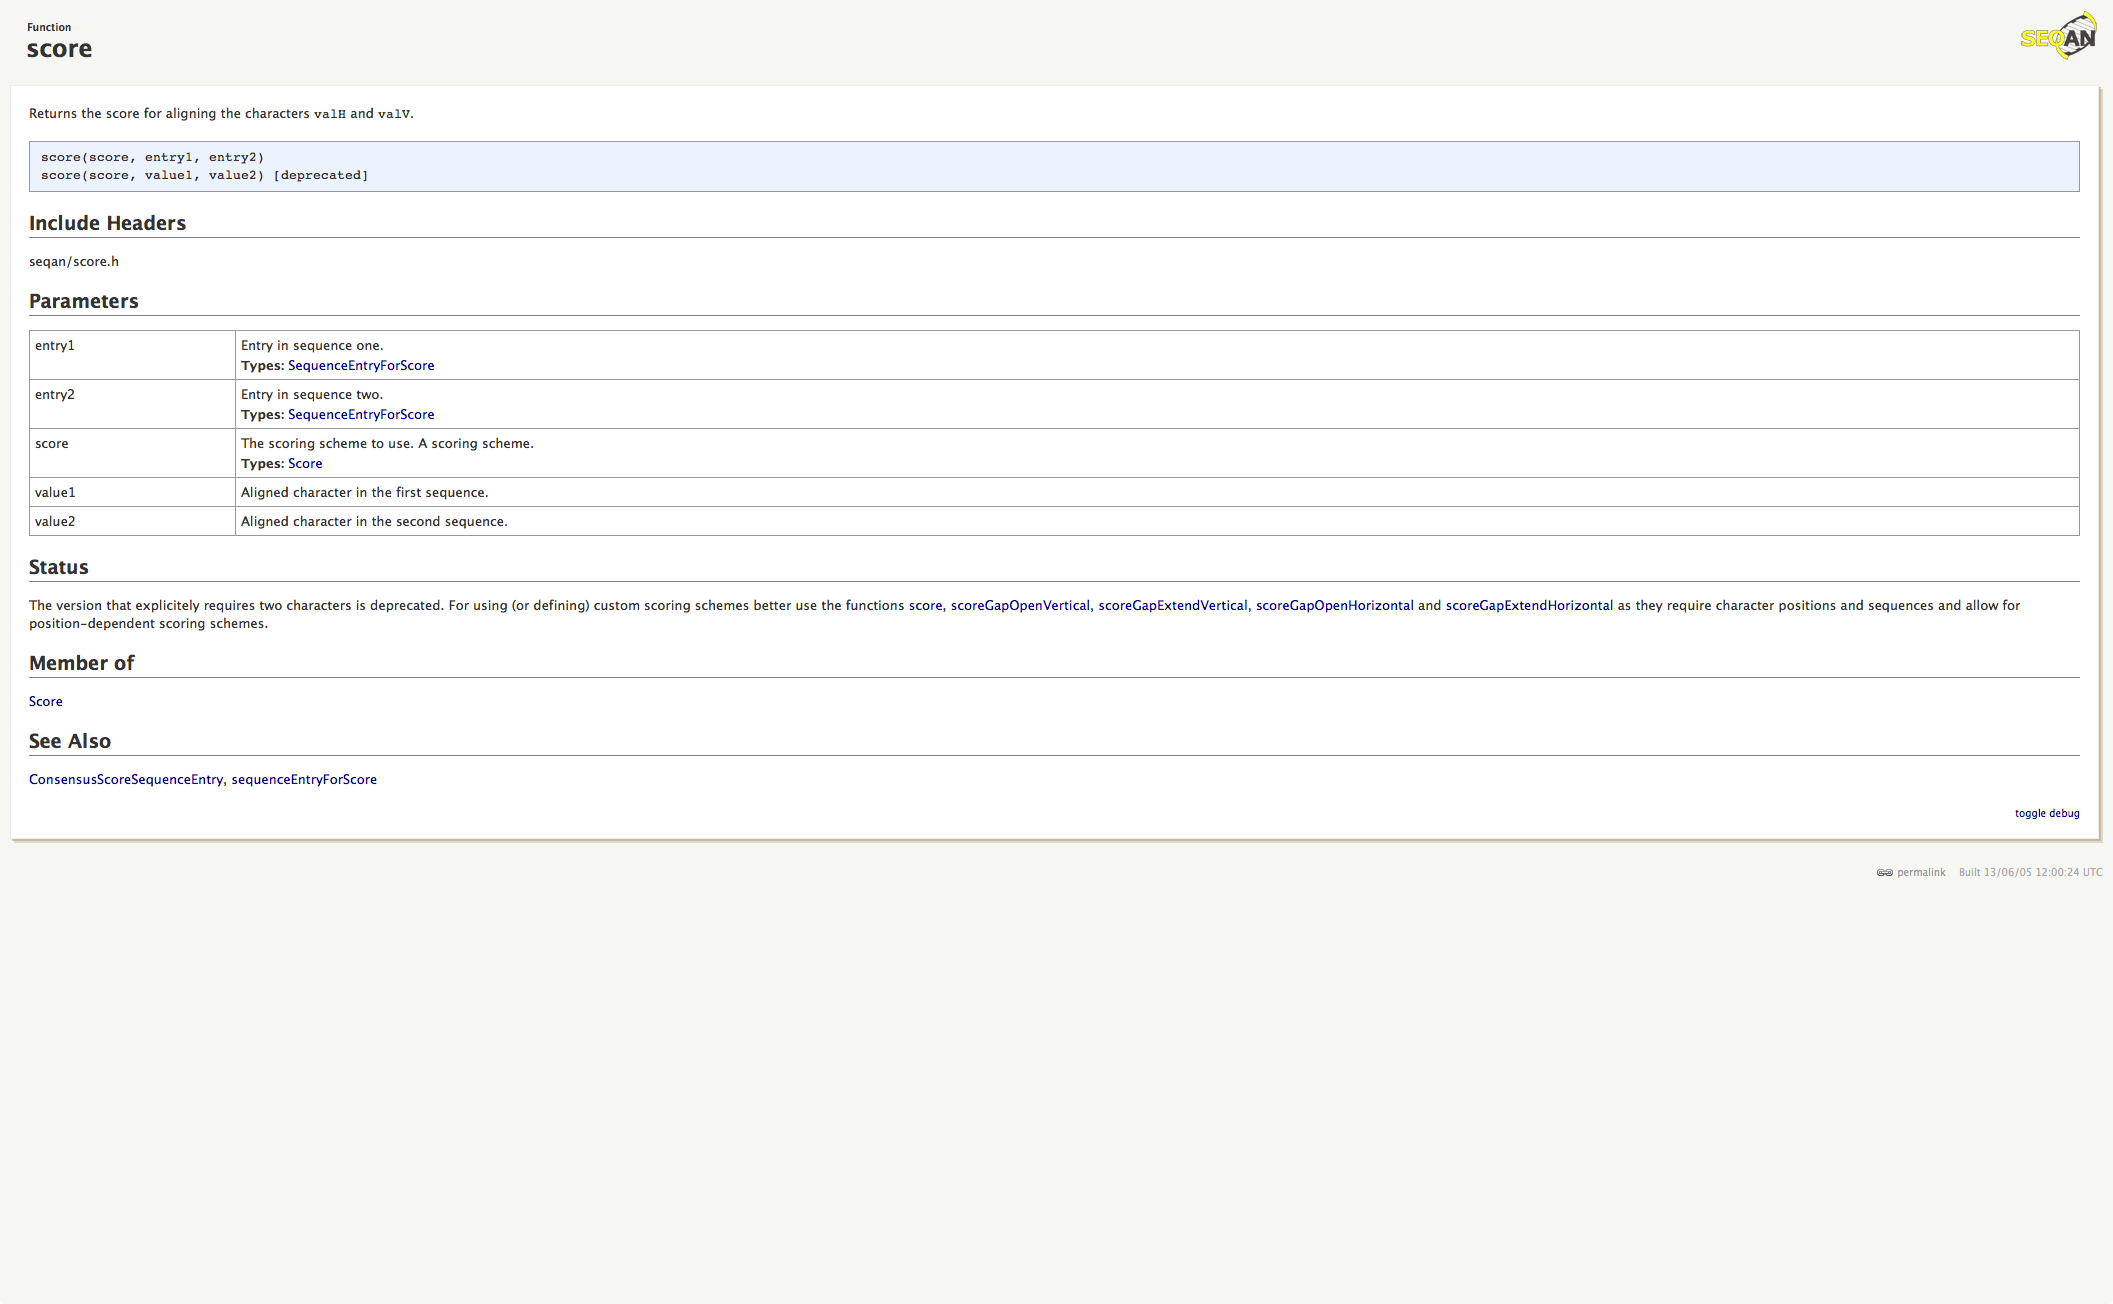 Function
score
SEQAN
Returns the score for aligning the characters valH and valV.
score(score, entry1, entry2)
score(score, value1, value2) [deprecated]
Include Headers
seqan/score.h
Parameters
entry1 Entry in sequence one.
Types: SequenceEntryForScore
entry2 Entry in sequence two.
Types: SequenceEntryForScore
score The scoring scheme to use. A scoring scheme.
Types: Score
value1 Aligned character in the first sequence.
value2 Aligned character in the second sequence.
Status
The version that explicitely requires two characters is deprecated. For using (or defining) custom scoring schemes better use the functions score, scoreGapOpenVertical, scoreGapExtendVertical, scoreGapOpenHorizontal and scoreGapExtendHorizontal as they require character positions and sequences and allow for
position-dependent scoring schemes.
Member of
Score
See Also
ConsensusScoreSequenceEntry, sequenceEntryForScore
toggle debug
permalink Built 13/06/05 12:00:24 UTC